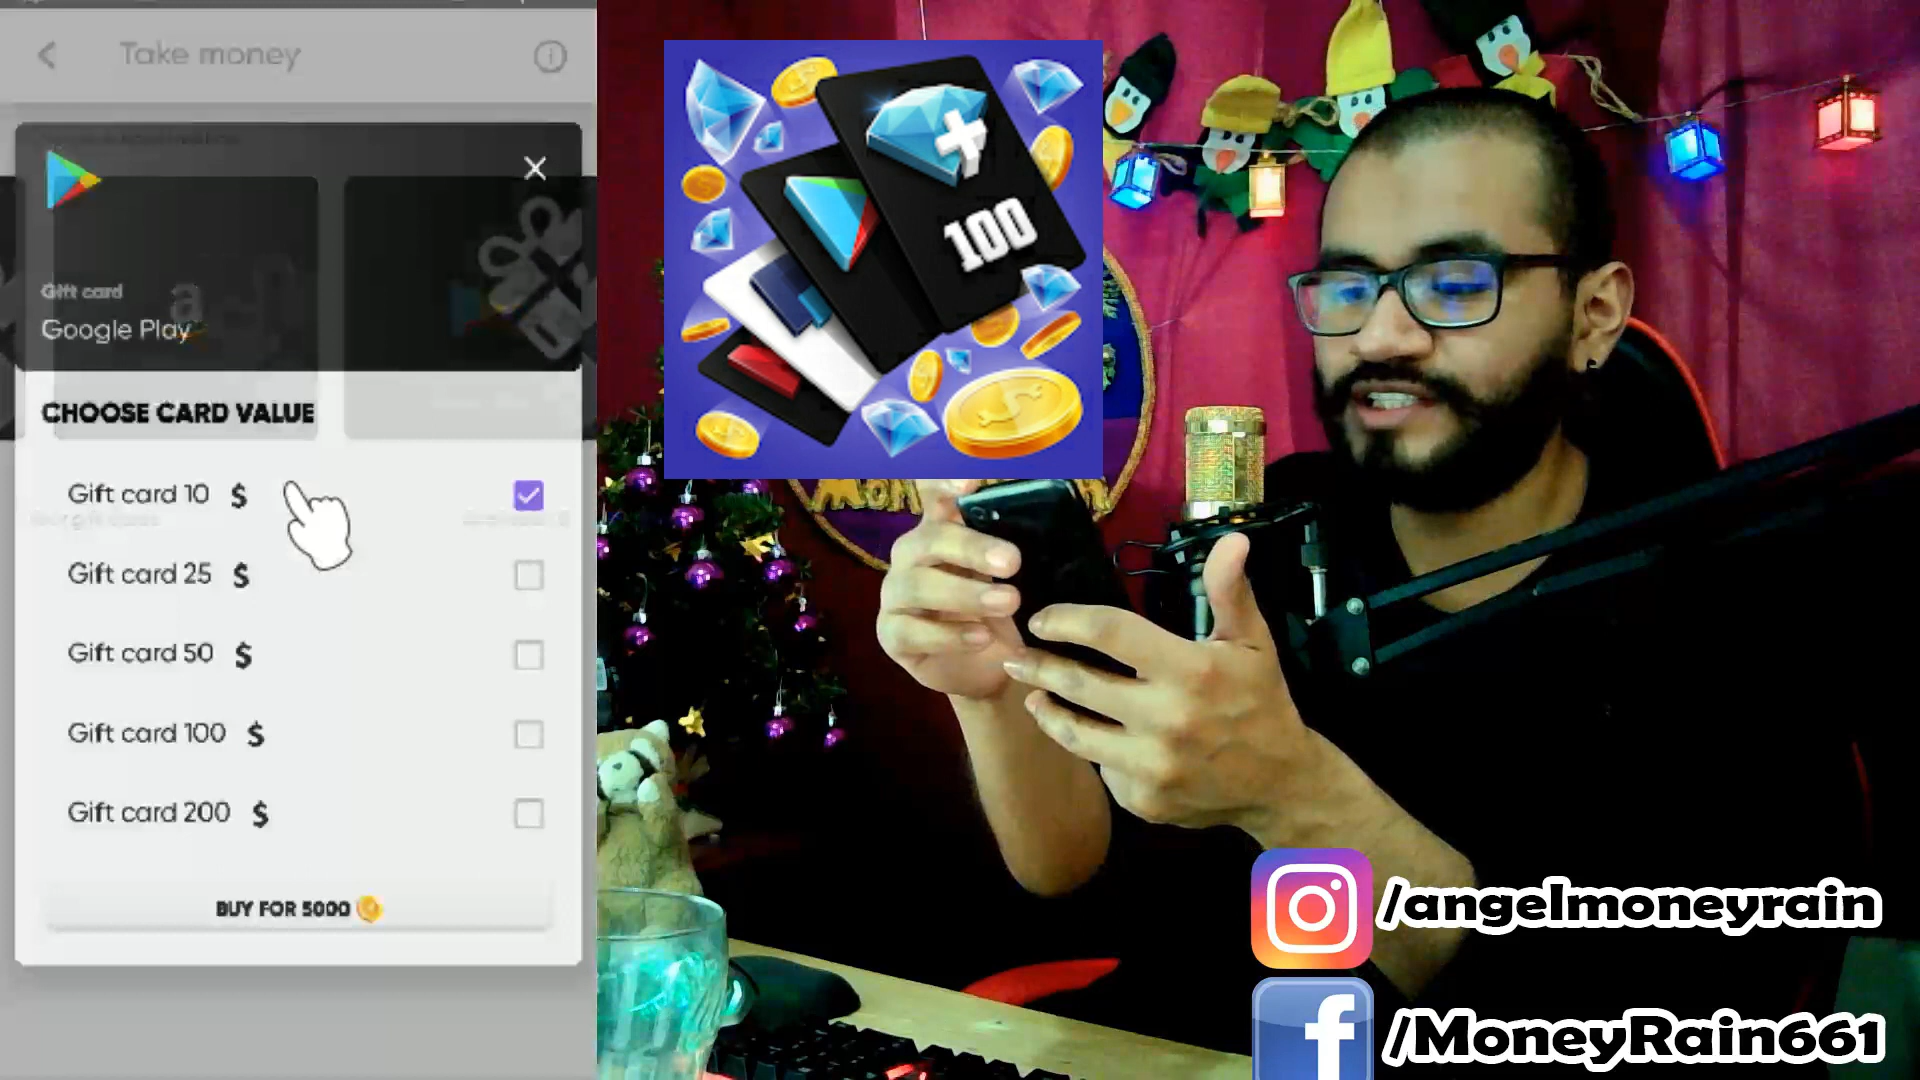 Take money
Gift card
Google Play
CHOOSE CARD VALUE
Gift card 10 $
Gift card 25 $
Gift card 50 $
Gift card 100 $
Gift card 200 $
BUY FOR 5000
100
/angelmoneyrain
/MoneyRain661